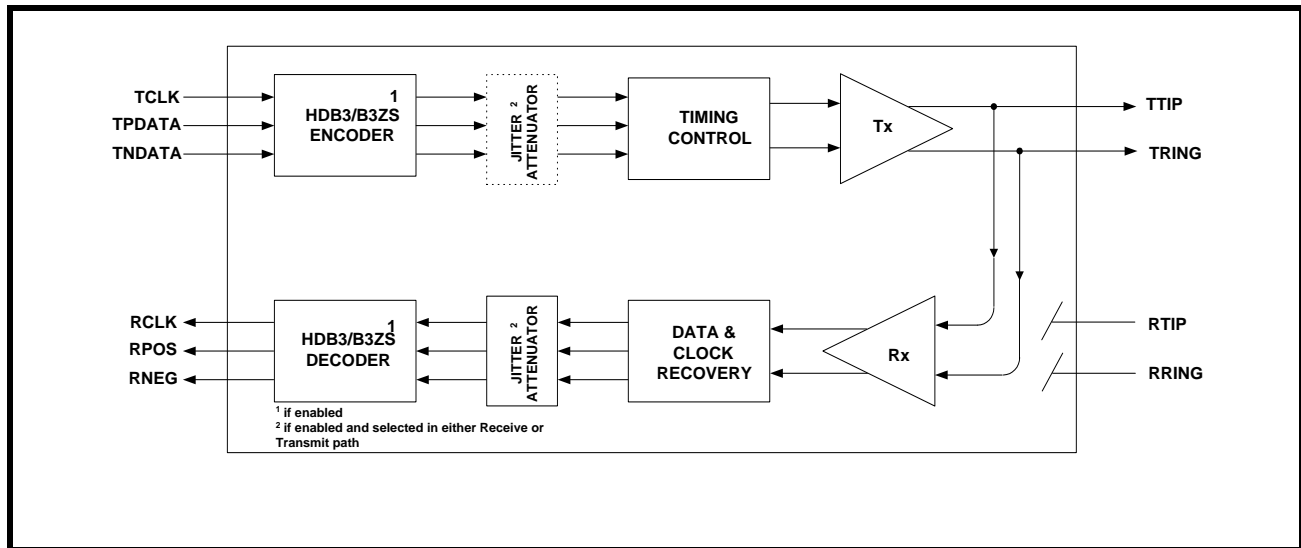 TCLK
TPDATA
TNDATA
HDB3/B3ZS 1
ENCODER
JITTER 2
ATTENUATOR
TIMING
CONTROL
Tx
TTIP
TRING
RCLK
RPOS
RNEG
HDB3/B3ZS 1
DECODER
JITTER 2
ATTENUATOR
DATA &
CLOCK
RECOVERY
Rx
RTIP
RRING
1 if enabled
2 if enabled and selected in either Receive or
Transmit path